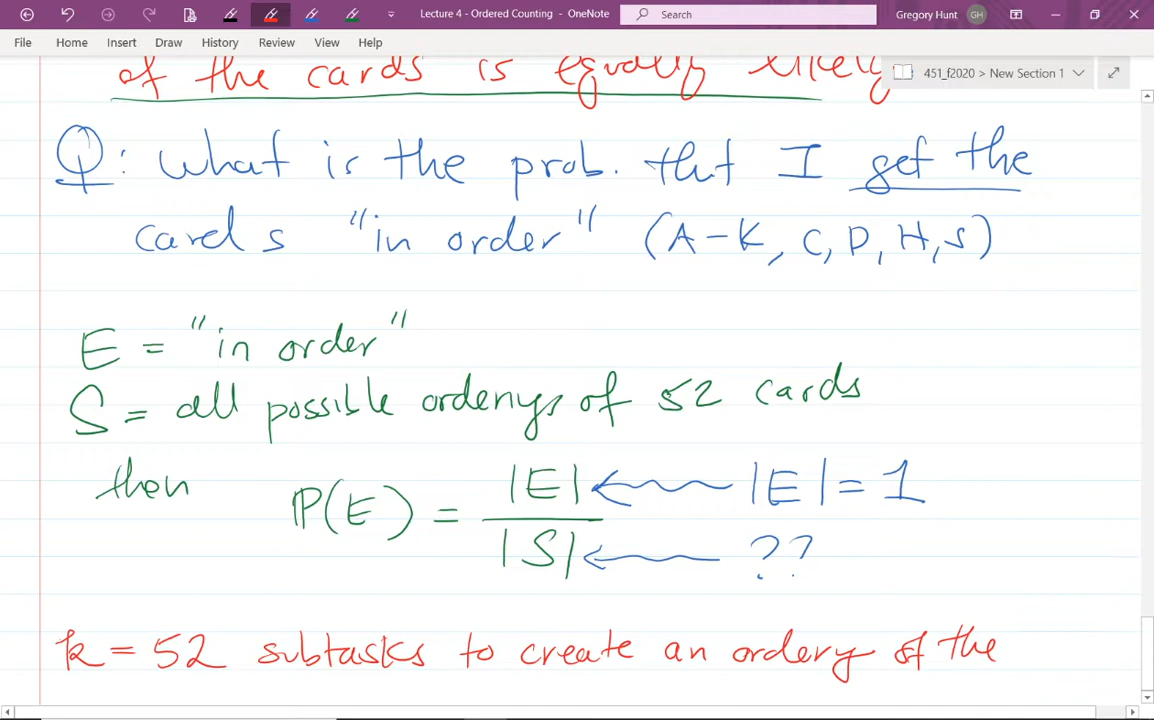 Lecture 4 - Ordered Counting - OneNote
Search
Gregory Hunt
GH
File Home Insert Draw History Review View Help
451_f2020 > New Section 1
of the cards is equally likely
Q: What is the prob. that I get the
cards "in order" (A-K, C, D, H, S)
E = "in order"
S = all possible orderings of 52 cards
then P(E) = |E| / |S|
|E| = 1
??
k = 52 subtasks to create an ordery of the